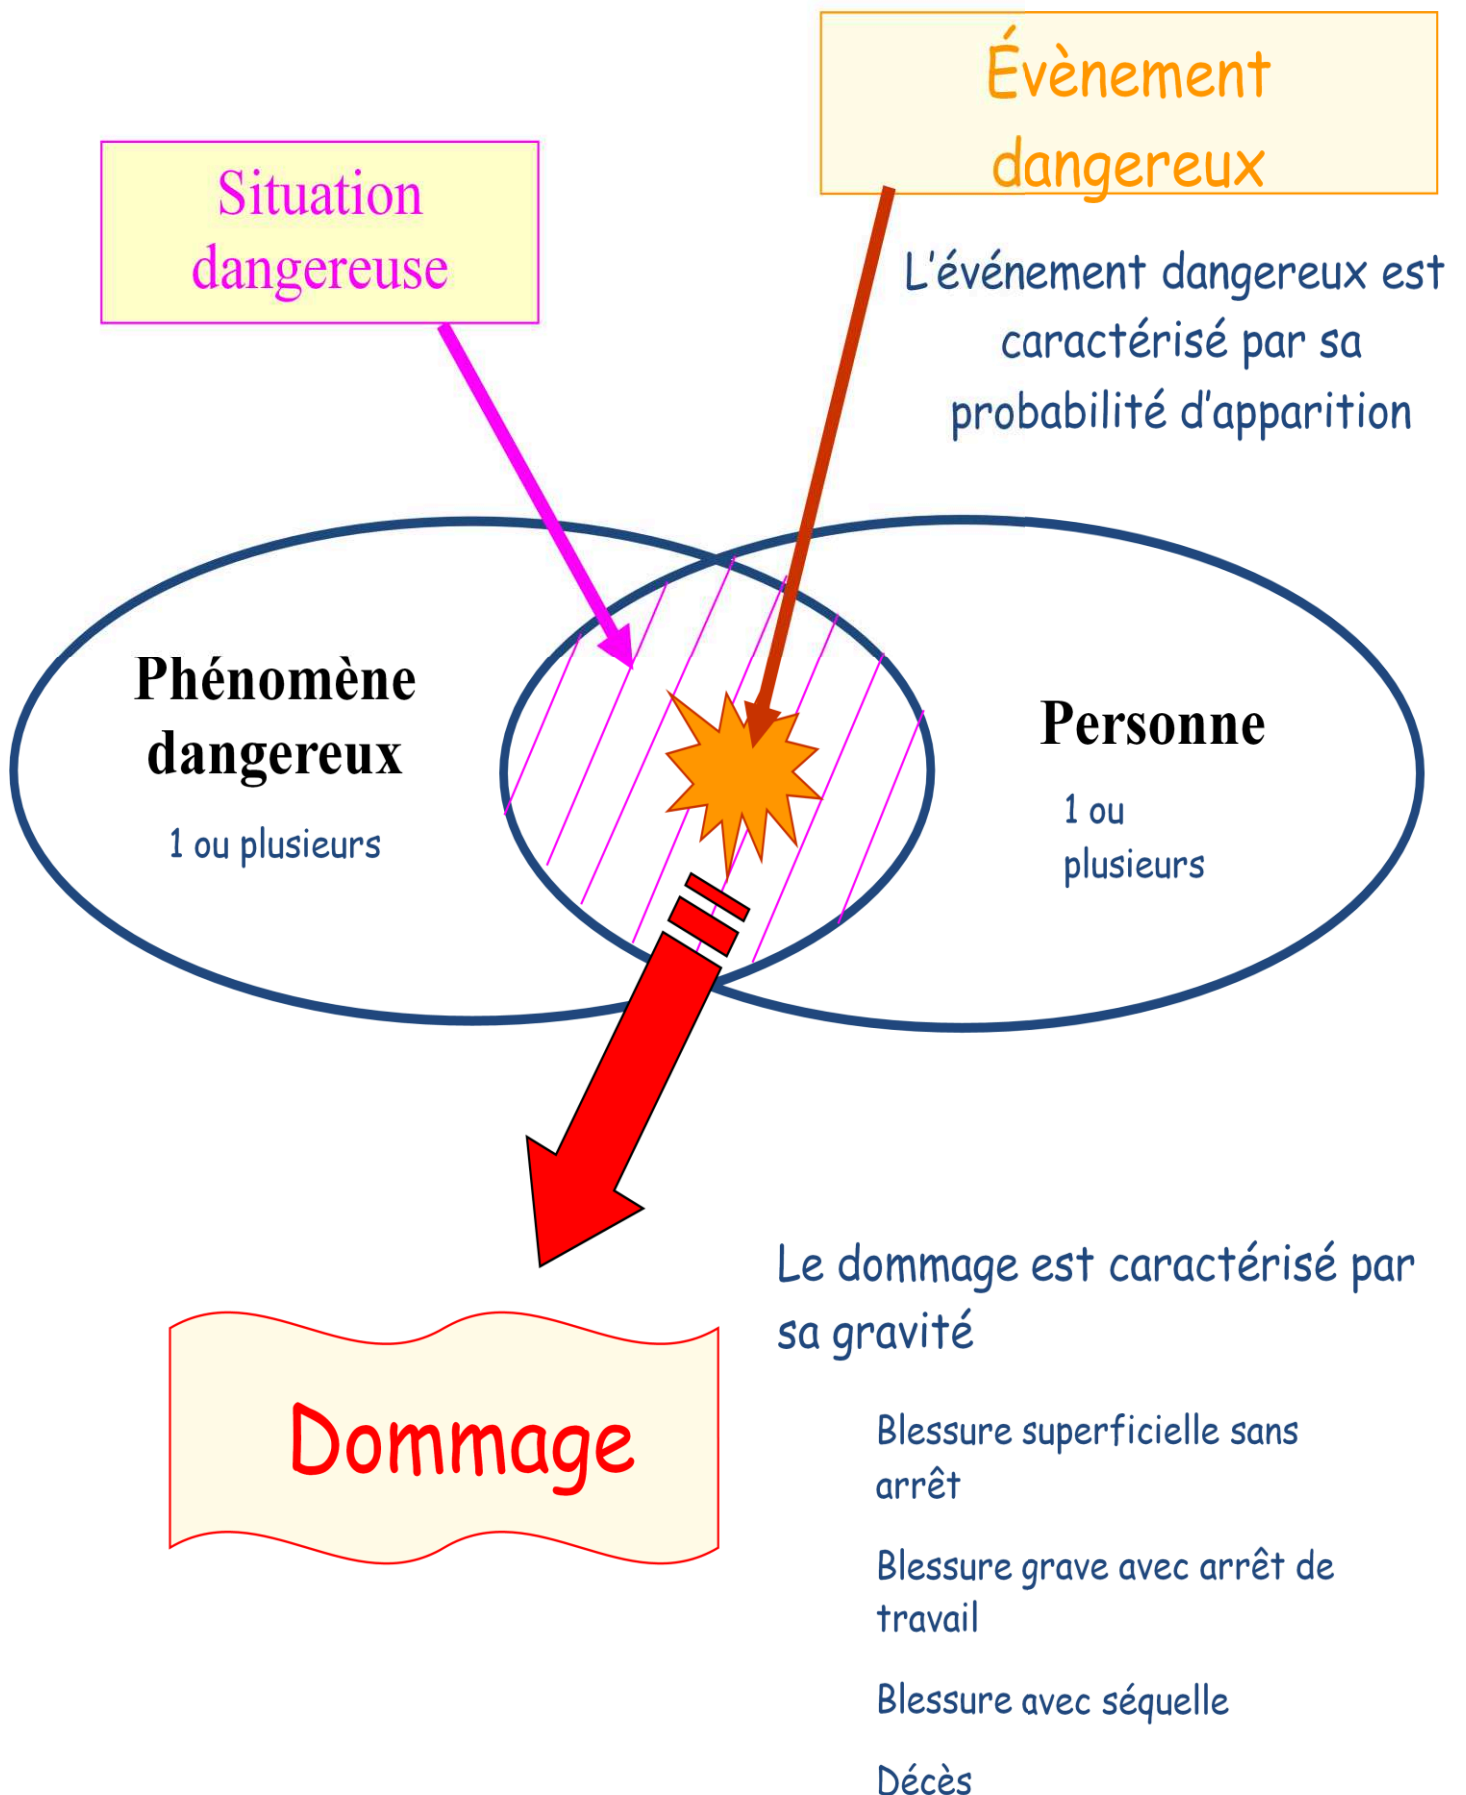 Évènement
dangereux
Situation
dangereuse
L'événement dangereux est
caractérisé par sa
probabilité d'apparition
Phénomène
dangereux
1 ou plusieurs
Personne
1 ou
plusieurs
Le dommage est caractérisé par
sa gravité
Dommage
Blessure superficielle sans
arrêt
Blessure grave avec arrêt de
travail
Blessure avec séquelle
Décès